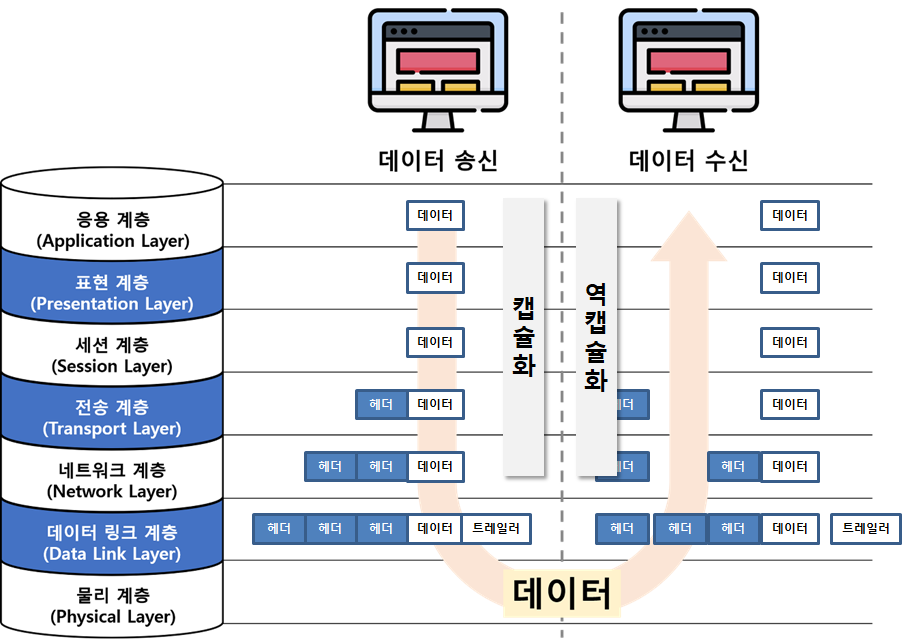 데이터 송신
데이터 수신
응용 계층
(Application Layer)
데이터
데이터
표현 계층
(Presentation Layer)
데이터
데이터
세션 계층
(Session Layer)
데이터
데이터
캡슐화
역캡슐화
전송 계층
(Transport Layer)
헤더 데이터
헤더 데이터
네트워크 계층
(Network Layer)
헤더 헤더 데이터
헤더 헤더 데이터
데이터 링크 계층
(Data Link Layer)
헤더 헤더 헤더 데이터 트레일러
헤더 헤더 헤더 데이터 트레일러
물리 계층
(Physical Layer)
데이터